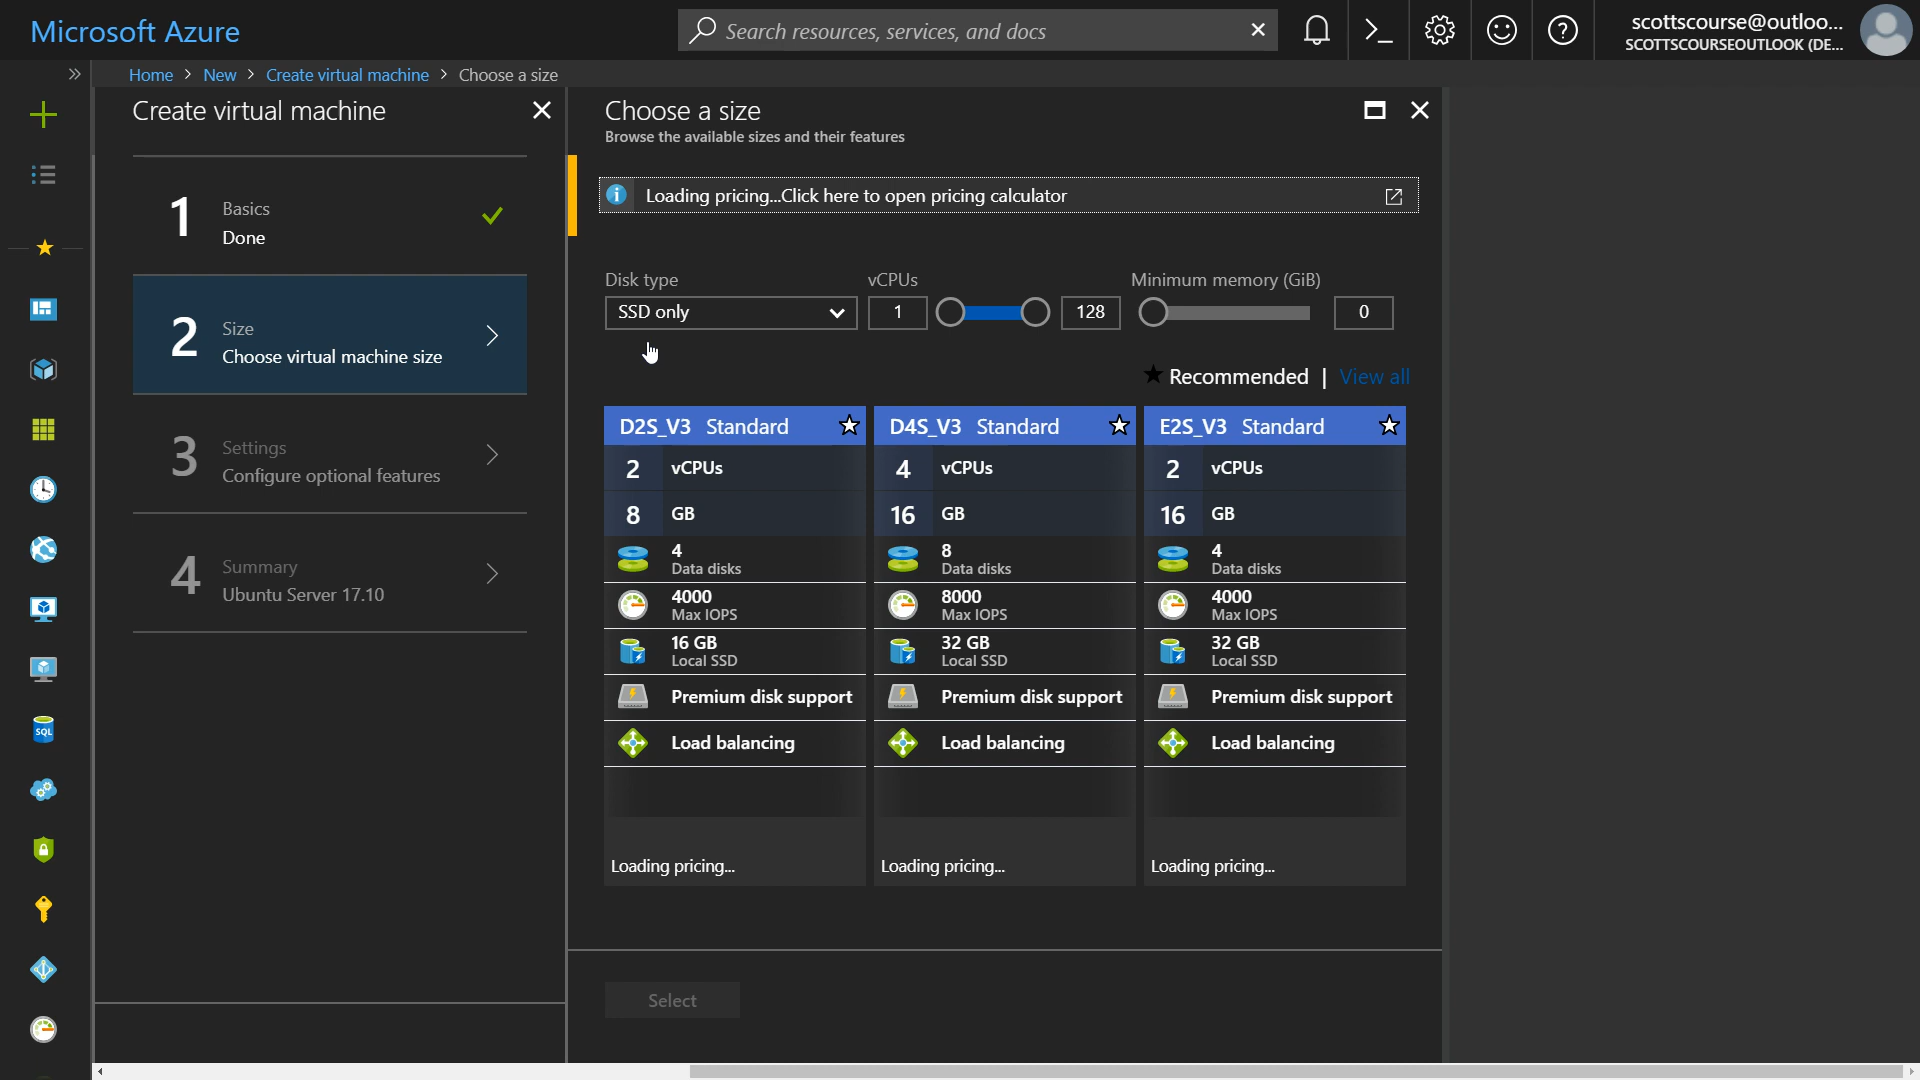 Microsoft Azure
Search resources, services, and docs
scottscourse@outloo...
SCOTTSCOURSEOUTLOOK (DE...
Home > New > Create virtual machine > Choose a size
Create virtual machine
1
Basics
Done
2
Size
Choose virtual machine size
3
Settings
Configure optional features
4
Summary
Ubuntu Server 17.10
Choose a size
Browse the available sizes and their features
Loading pricing...Click here to open pricing calculator
Disk type
SSD only
vCPUs
1
128
Minimum memory (GiB)
0
Recommended | View all
D2S_V3 Standard
2 vCPUs
8 GB
4
Data disks
4000
Max IOPS
16 GB
Local SSD
Premium disk support
Load balancing
Loading pricing...
D4S_V3 Standard
4 vCPUs
16 GB
8
Data disks
8000
Max IOPS
32 GB
Local SSD
Premium disk support
Load balancing
Loading pricing...
E2S_V3 Standard
2 vCPUs
16 GB
4
Data disks
4000
Max IOPS
32 GB
Local SSD
Premium disk support
Load balancing
Loading pricing...
Select
SQL